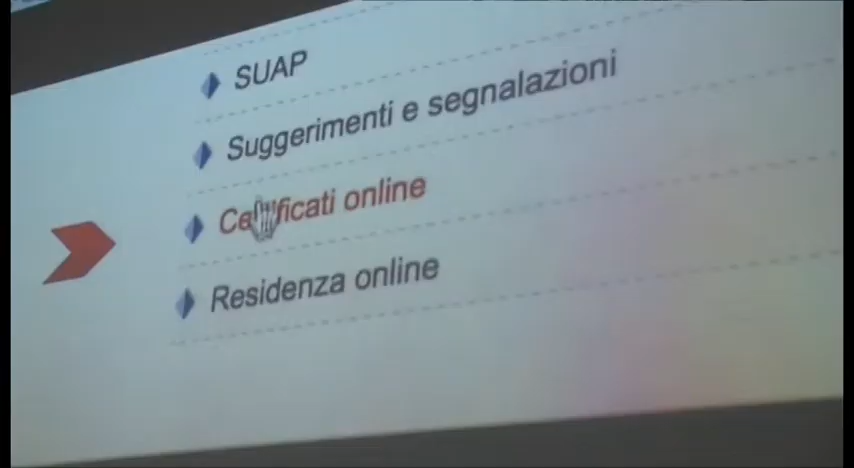 SUAP
Suggerimenti e segnalazioni
Certificati online
Residenza online